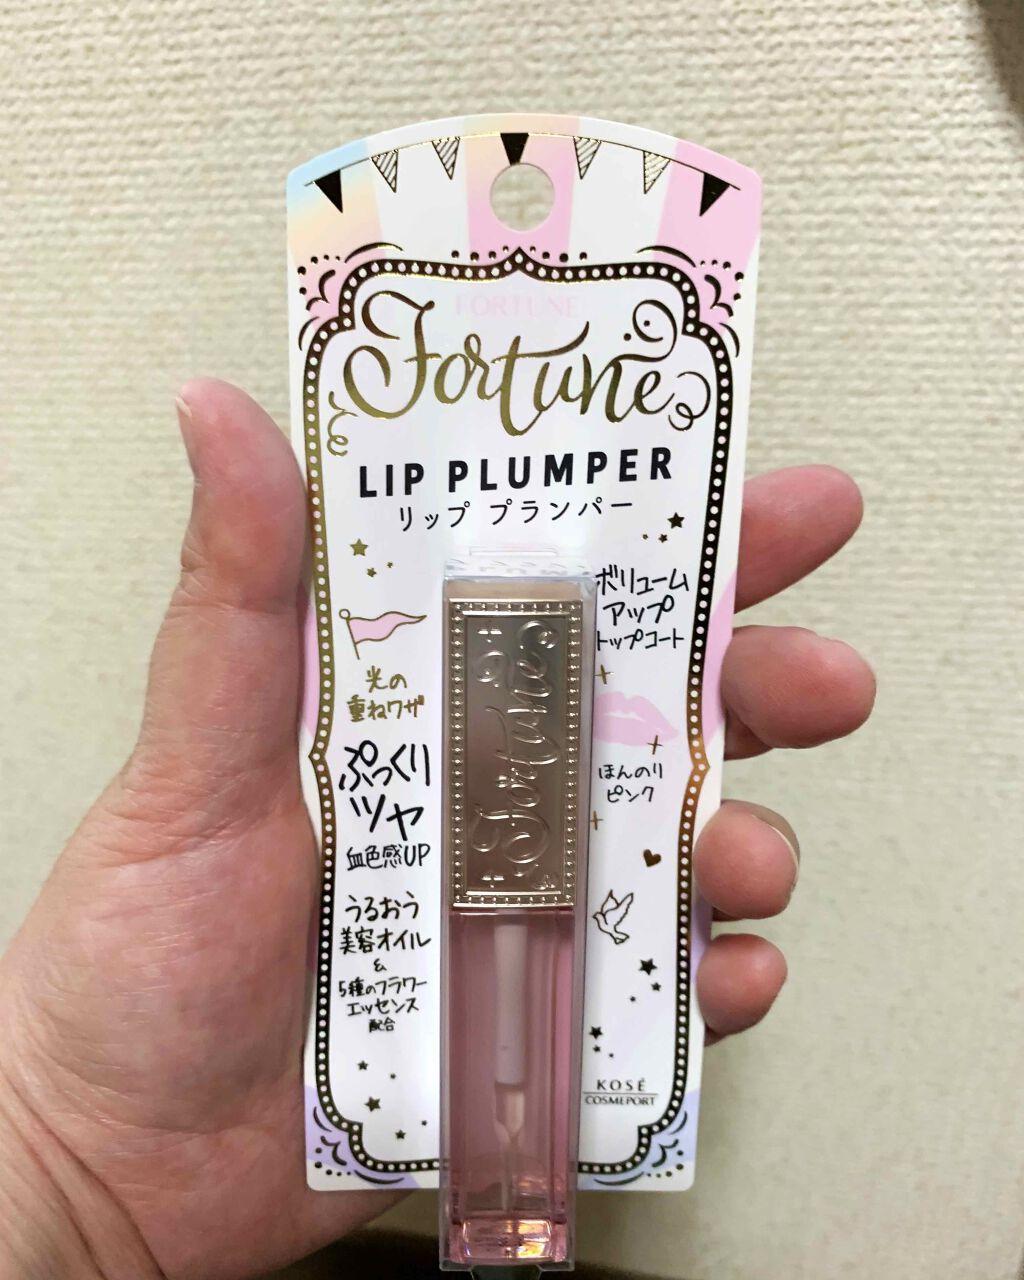 FORTUNE
Fortune
LIP PLUMPER
リップ プランパー
ボリューム
アップ
トップコート
光の
重ねワザ
ぷっくり
ツヤ
血色感UP
ほんのり
ピンク
うるおう
美容オイル
&
5種のフラワー
エッセンス
配合
Fortune
KOSÉ
COSMEPORT